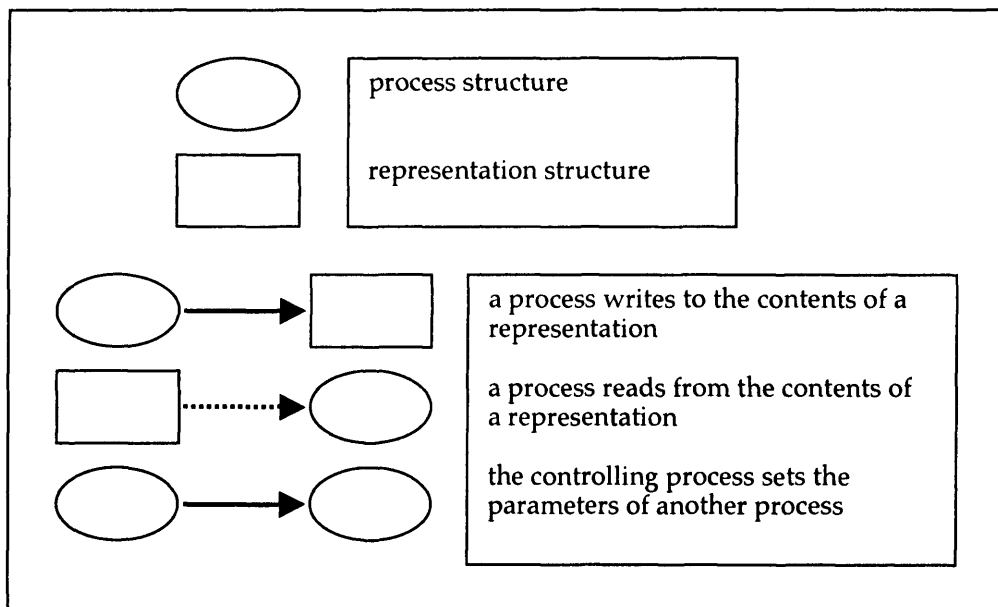 process structure
representation structure
a process writes to the contents of a
representation
a process reads from the contents of
a representation
the controlling process sets the
parameters of another process